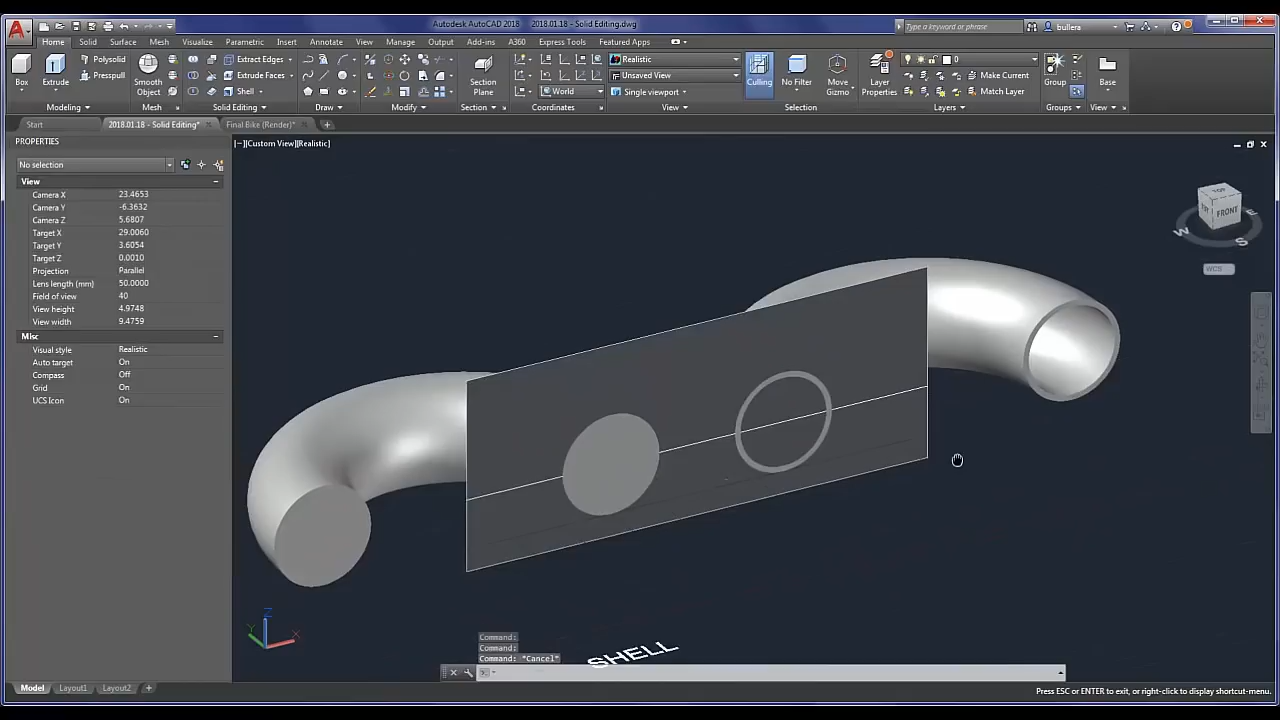 Autodesk AutoCAD 2018    2018.01.18 - Solid Editing.dwg
Type a keyword or phrase
bullera
Home Solid Surface Mesh Visualize Parametric Insert Annotate View Manage Output Add-ins A360 Express Tools Featured Apps
Box
Extrude
Polysolid
Presspull
Modeling
Smooth Object
Mesh
Extract Edges
Extrude Faces
Shell
Solid Editing
Draw
Modify
Section Plane
Section
World
Coordinates
Realistic
Unsaved View
Single viewport
View
Culling
No Filter
Move Gizmo
Selection
Layer Properties
0
Make Current
Match Layer
Layers
Group
Groups
Base
View
Start
2018.01.18 - Solid Editing*
Final Bike (Render)*
PROPERTIES
No selection
View
Camera X 23.4653
Camera Y -6.3632
Camera Z 5.6807
Target X 29.0060
Target Y 3.6054
Target Z 0.0010
Projection Parallel
Lens length (mm) 50.0000
Field of view 40
View height 4.9748
View width 9.4759
Misc
Visual style Realistic
Auto target On
Compass Off
Grid On
UCS Icon On
[−][Custom View][Realistic]
TOP
FRONT
W
S
E
WCS
Z
Y
X
SHELL
Command:
Command:
Command: *Cancel*
Model Layout1 Layout2
Press ESC or ENTER to exit, or right-click to display shortcut-menu.